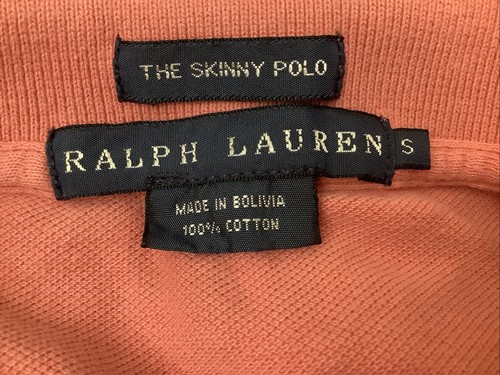 THE SKINNY POLO
RALPH LAUREN S
MADE IN BOLIVIA
100% COTTON